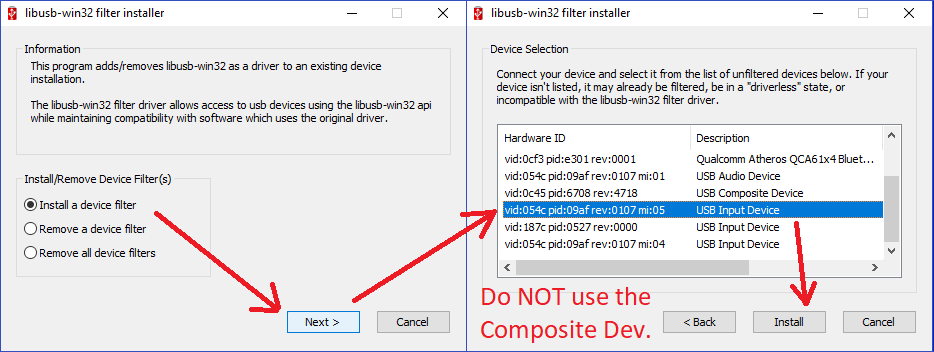 libusb-win32 filter installer
Information
This program adds/removes libusb-win32 as a driver to an existing device
installation.
The libusb-win32 filter driver allows access to usb devices using the libusb-win32 api
while maintaining compatibility with software which uses the original driver.
Install/Remove Device Filter(s)
Install a device filter
Remove a device filter
Remove all device filters
Next >
Cancel
libusb-win32 filter installer
Device Selection
Connect your device and select it from the list of unfiltered devices below. If your
device isn't listed, it may already be filtered, be in a "driverless" state, or
incompatible with the libusb-win32 filter driver.
Hardware ID Description
vid:0cf3 pid:e301 rev:0001 Qualcomm Atheros QCA61x4 Bluet...
vid:054c pid:09af rev:0107 mi:01 USB Audio Device
vid:0c45 pid:6708 rev:4718 USB Composite Device
vid:054c pid:09af rev:0107 mi:05 USB Input Device
vid:187c pid:0527 rev:0000 USB Input Device
vid:054c pid:09af rev:0107 mi:04 USB Input Device
Do NOT use the
Composite Dev.
< Back
Install
Cancel